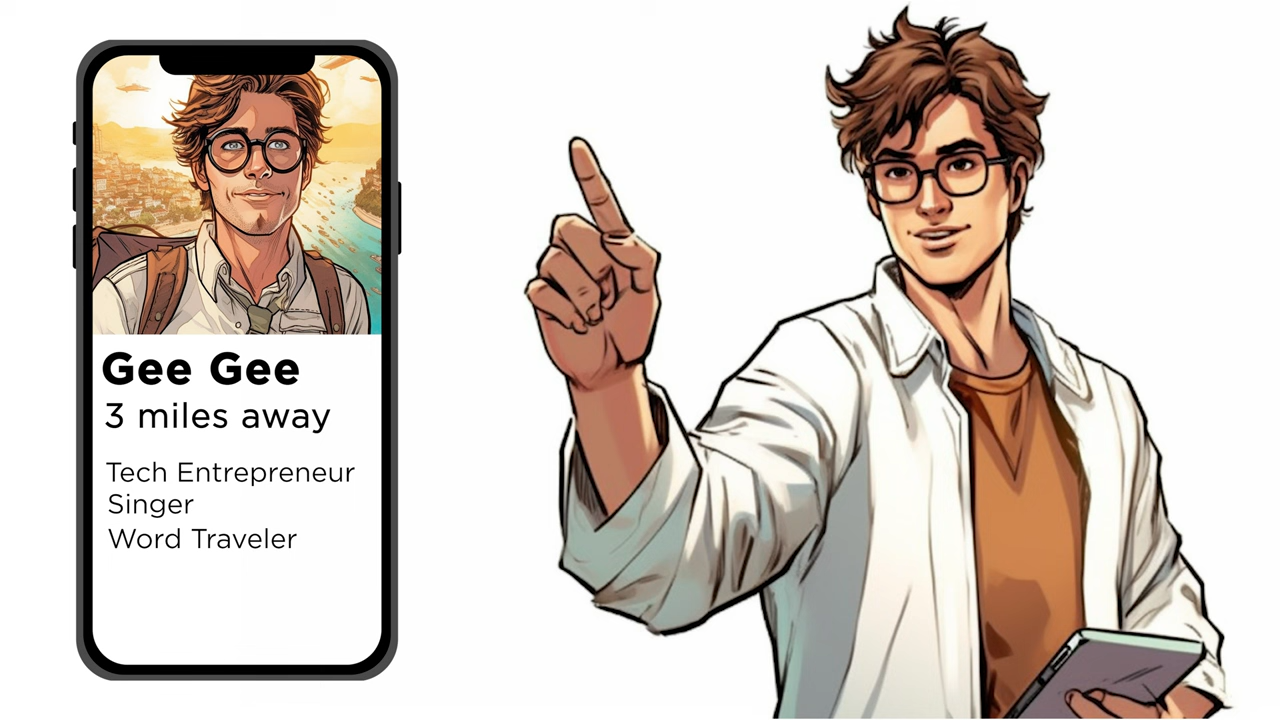 Gee Gee
3 miles away
Tech Entrepreneur
Singer
Word Traveler